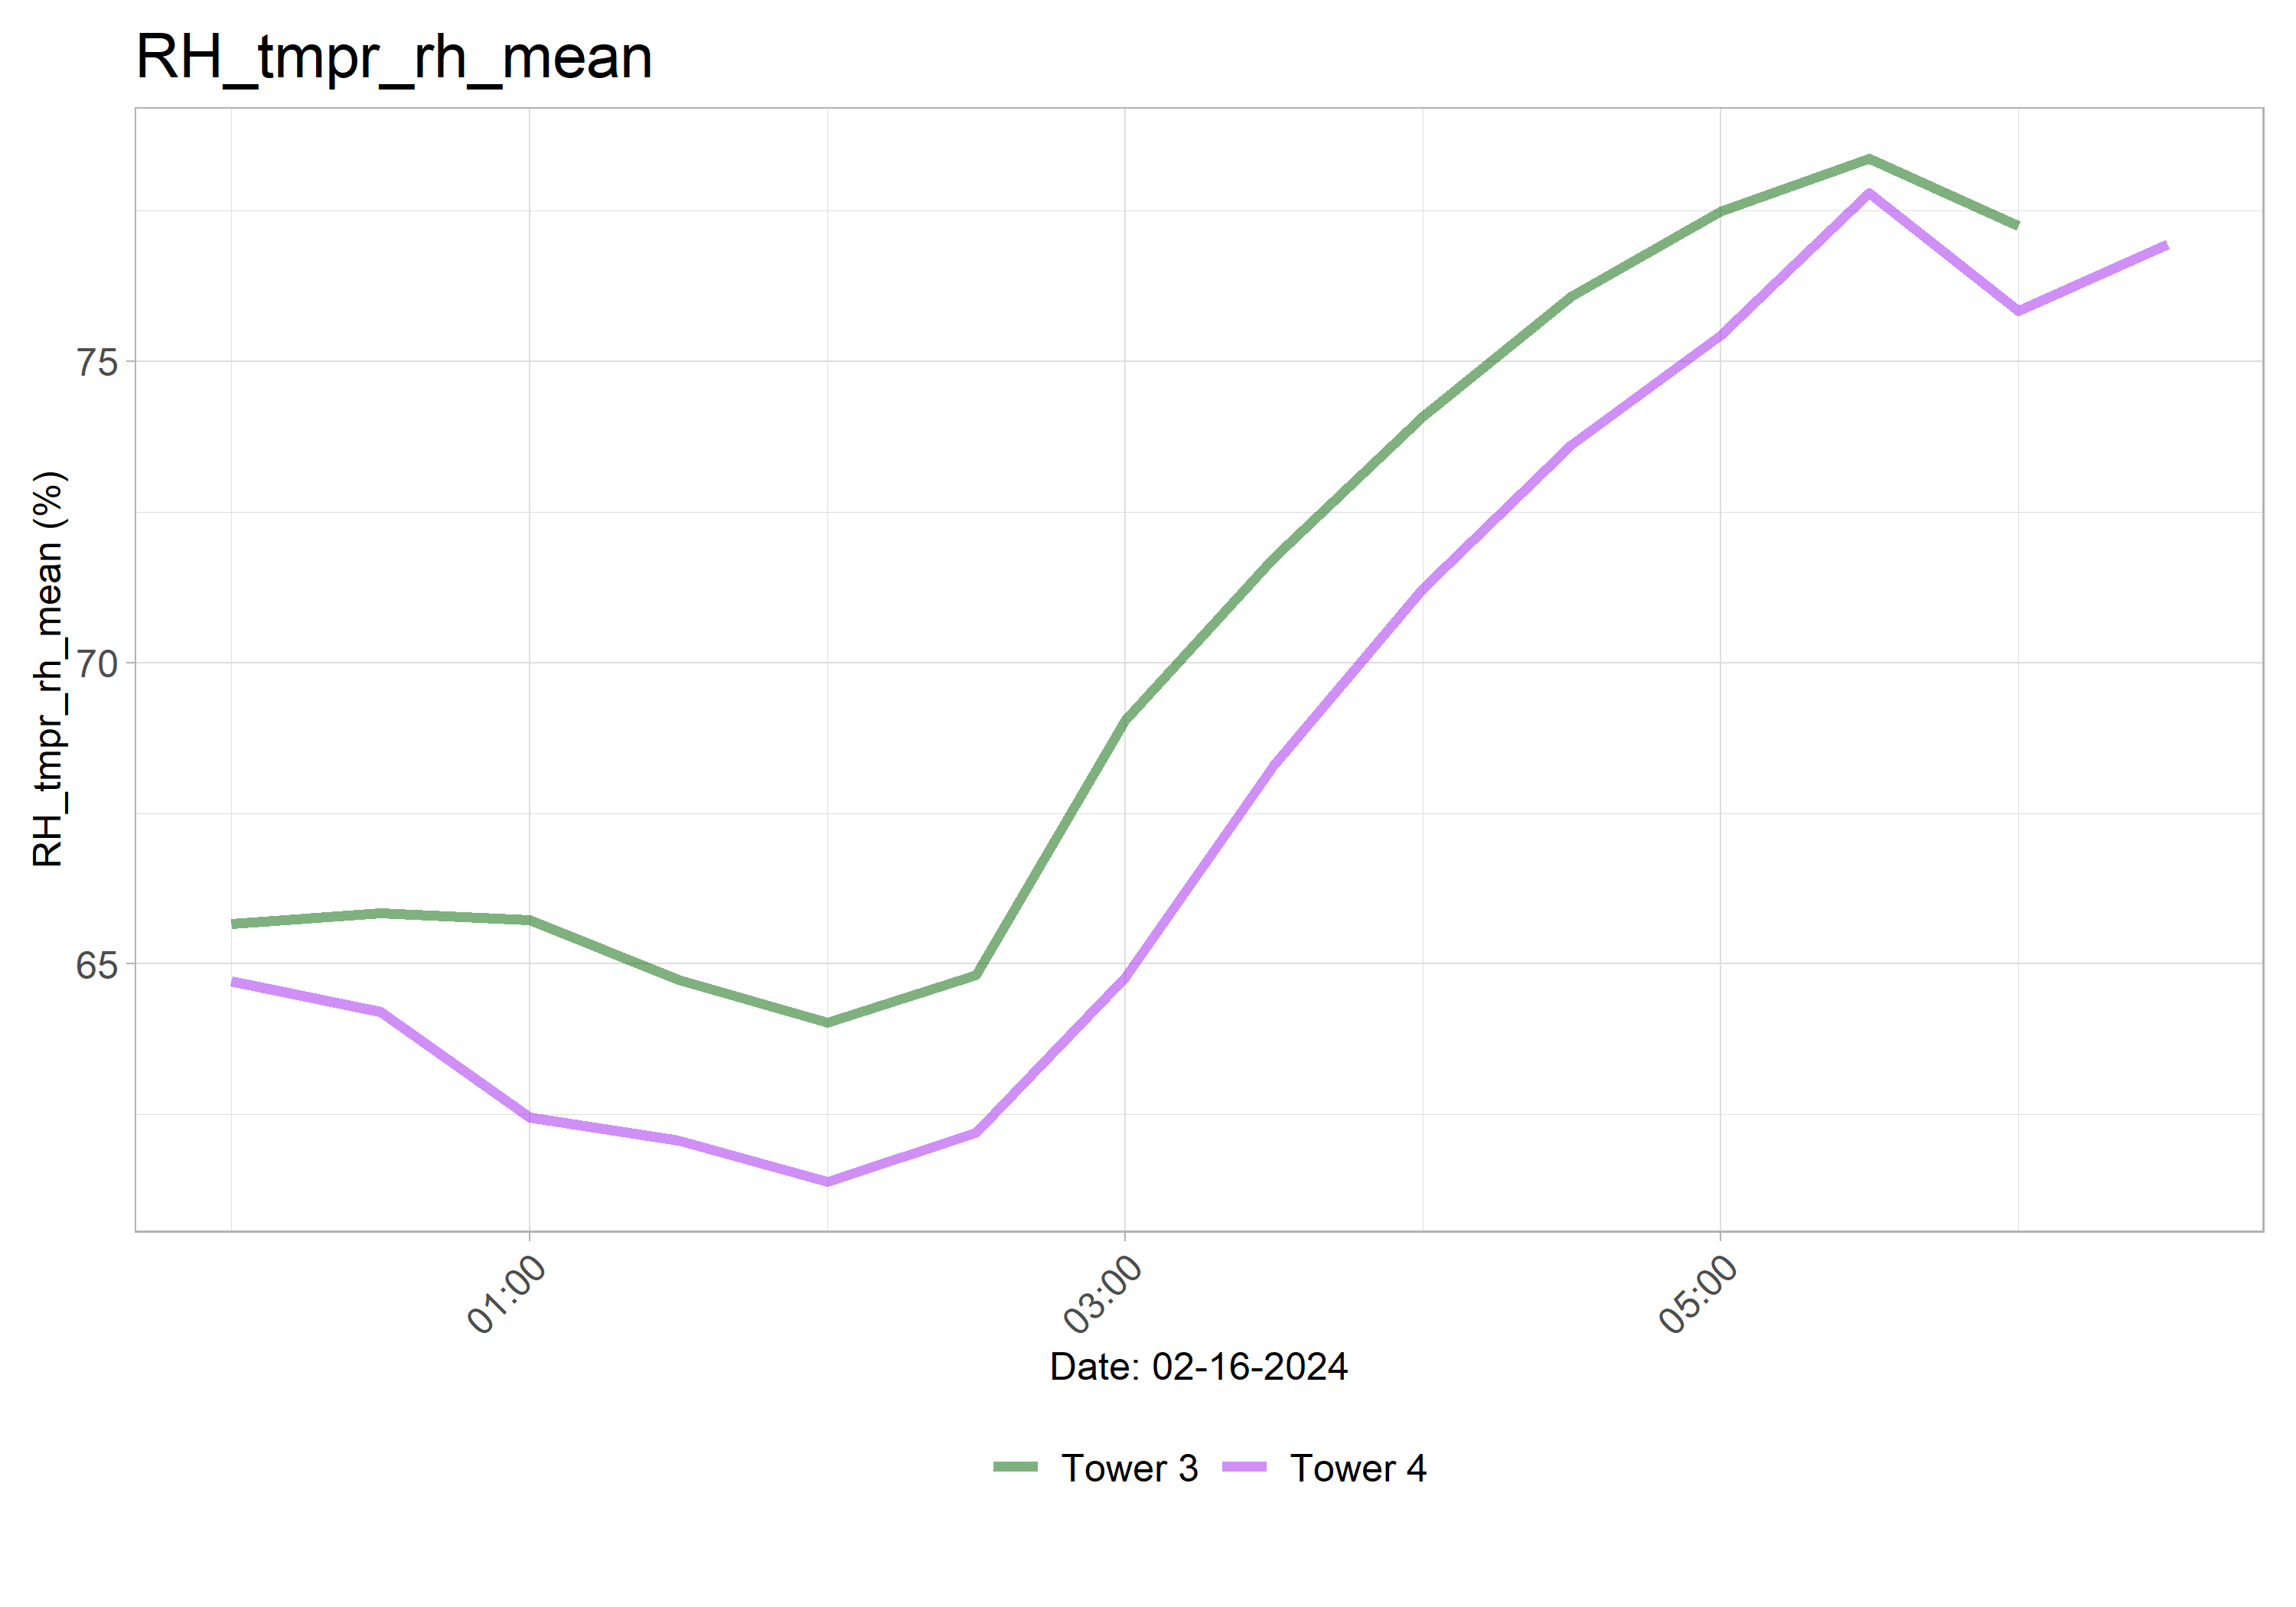 RH_tmpr_rh_mean
RH_tmpr_rh_mean (%)
75
70
65
01:00
03:00
05:00
Date: 02-16-2024
Tower 3
Tower 4